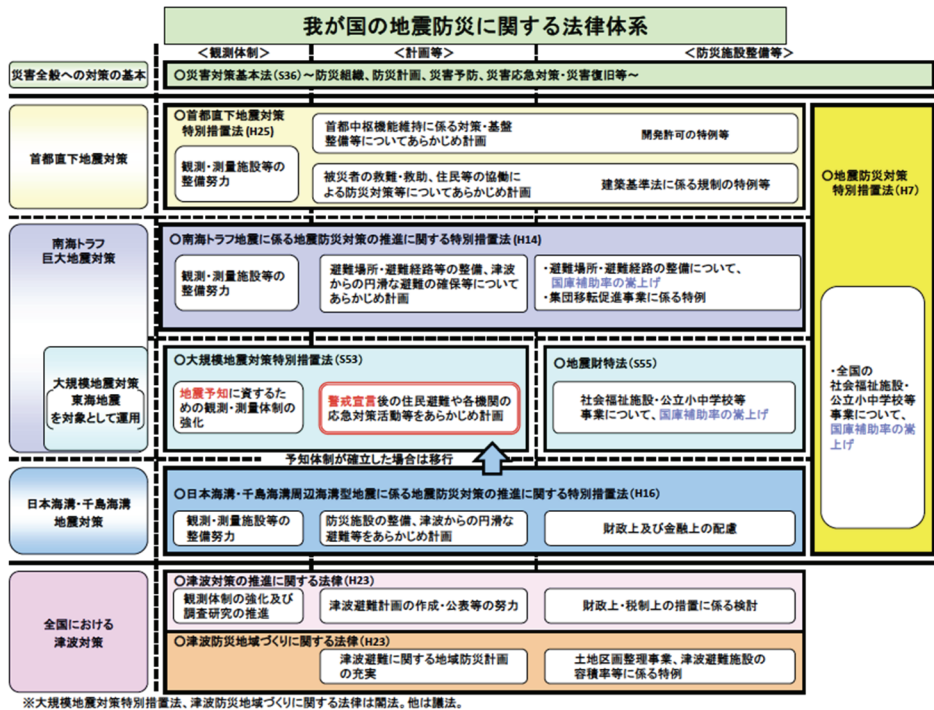 我が国の地震防災に関する法律体系
＜観測体制＞
＜計画等＞
＜防災施設整備等＞
災害全般への対策の基本
〇災害対策基本法(S36)～防災組織、防災計画、災害予防、災害応急対策・災害復旧等～
首都直下地震対策
〇首都直下地震対策
特別措置法(H25)
観測・測量施設等の
整備努力
首都中枢機能維持に係る対策・基盤
整備等についてあらかじめ計画
開発許可の特例等
被災者の救難・救助、住民等の協働に
よる防災対策等についてあらかじめ計画
建築基準法に係る規制の特例等
〇地震防災対策
特別措置法(H7)
・全国の
社会福祉施設・
公立小中学校等
事業について、
国庫補助率の嵩
上げ
南海トラフ
巨大地震対策
〇南海トラフ地震に係る地震防災対策の推進に関する特別措置法(H14)
観測・測量施設等の
整備努力
避難場所・避難経路等の整備、津波
からの円滑な避難の確保等について
あらかじめ計画
・避難場所・避難経路の整備について、
国庫補助率の嵩上げ
・集団移転促進事業に係る特例
大規模地震対策
東海地震
を対象として運用
〇大規模地震対策特別措置法(S53)
地震予知に資するた
めの観測・測量体制の
強化
警戒宣言後の住民避難や各機関の
応急対策活動等をあらかじめ計画
〇地震財特法(S55)
社会福祉施設・公立小中学校等
事業について、国庫補助率の嵩上げ
予知体制が確立した場合は移行
日本海溝・千島海溝
地震対策
〇日本海溝・千島海溝周辺海溝型地震に係る地震防災対策の推進に関する特別措置法(H16)
観測・測量施設等の
整備努力
防災施設の整備、津波からの円滑な
避難等をあらかじめ計画
財政上及び金融上の配慮
全国における
津波対策
〇津波対策の推進に関する法律(H23)
観測体制の強化及び
調査研究の推進
津波避難計画の作成・公表等の努力
財政上・税制上の措置に係る検討
〇津波防災地域づくりに関する法律(H23)
津波避難に関する地域防災計画
の充実
土地区画整理事業、津波避難施設の
容積率等に係る特例
※大規模地震対策特別措置法、津波防災地域づくりに関する法律は閣法。他は議法。